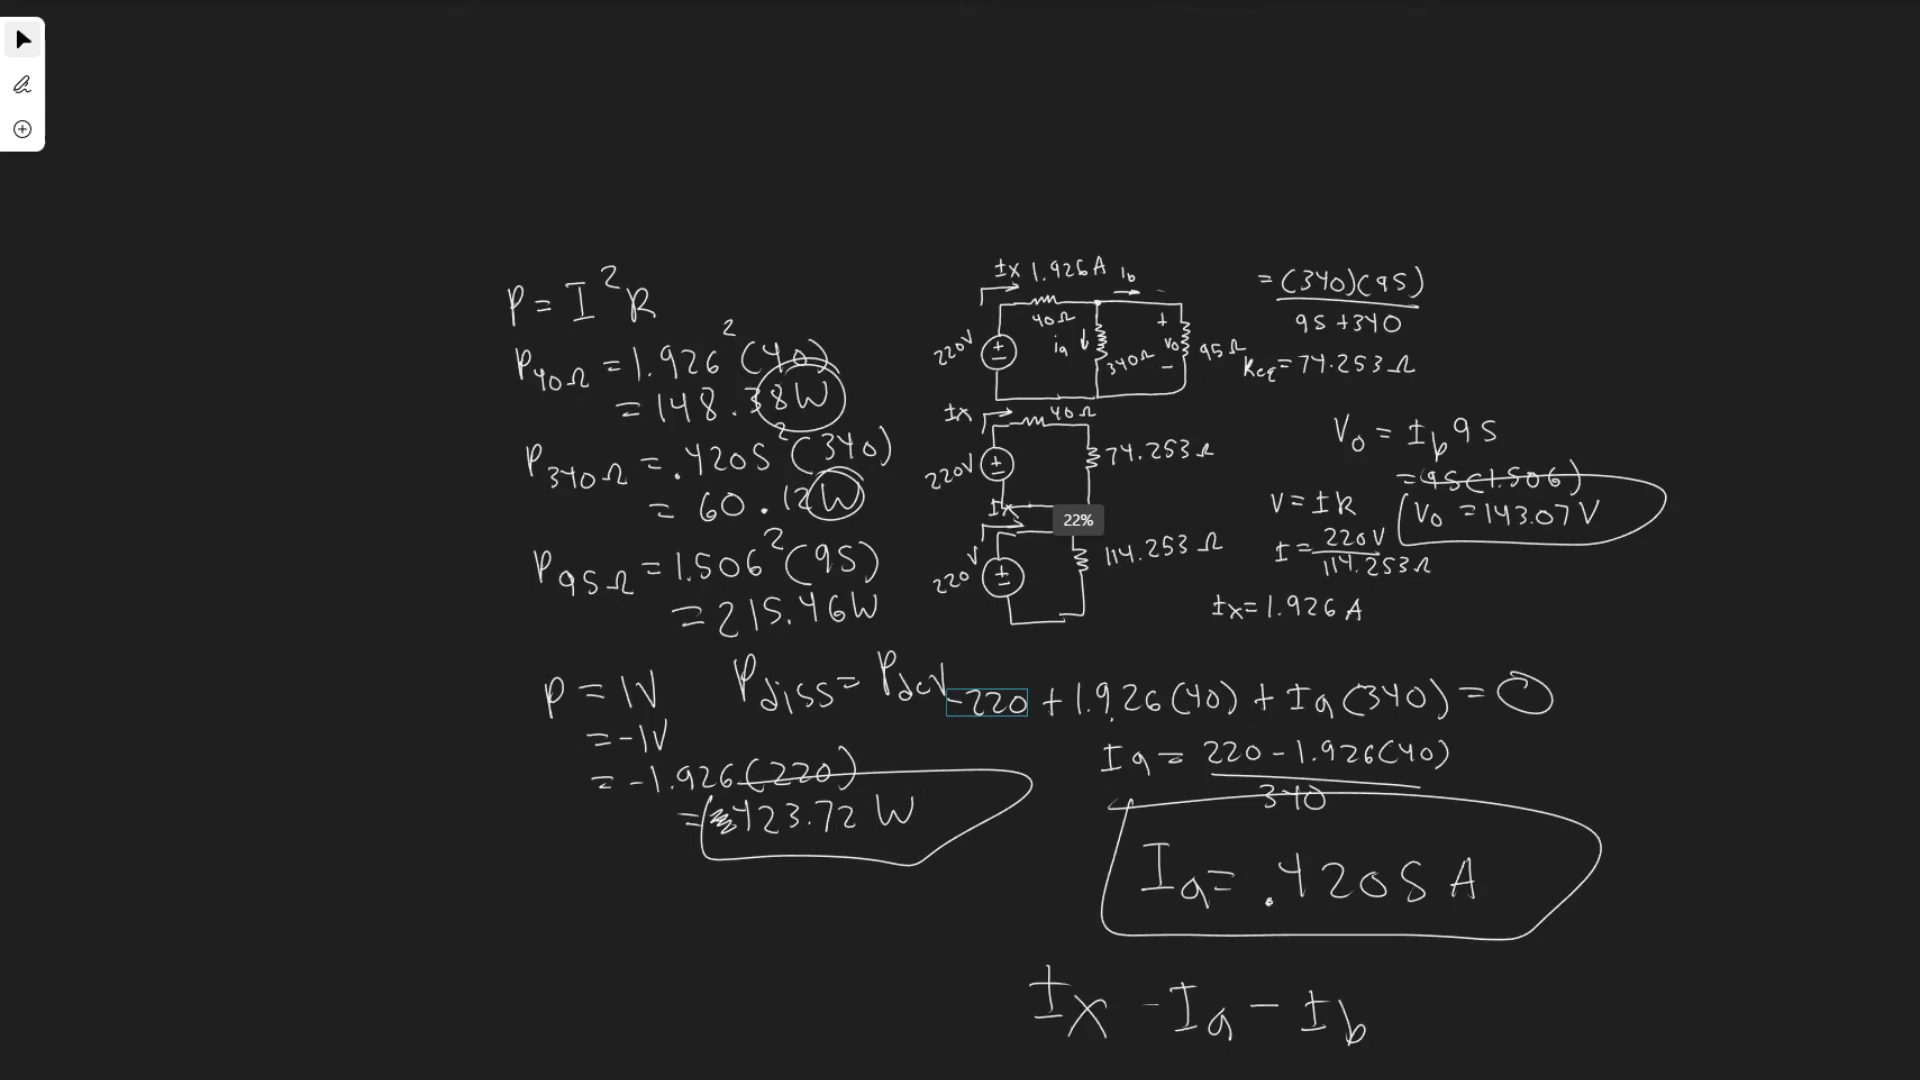 P = I²R
P40Ω = 1.926²(40)
= 148.38W
P340Ω = .4205²(340)
= 60.12W
P95Ω = 1.506²(95)
= 215.46W
P = IV
= -IV
= -1.926(220)
= 423.72 W
Pdiss = Pdev
Ix 1.926A Ib
40Ω
220V
ia
340Ω
+
Vo
-
95Ω
= (340)(95)
95+340
Req = 74.253Ω
Ix
40Ω
220V
74.253Ω
Ix
22%
220V
114.253Ω
Vo = Ib95
= 95(1.506)
Vo = 143.07V
V = IR
I = 220V
114.253Ω
Ix = 1.926A
-220 + 1.926(40) + Ia(340) = 0
Ia = 220 - 1.926(40)
340
Ia = .4205 A
Ix - Ia - Ib